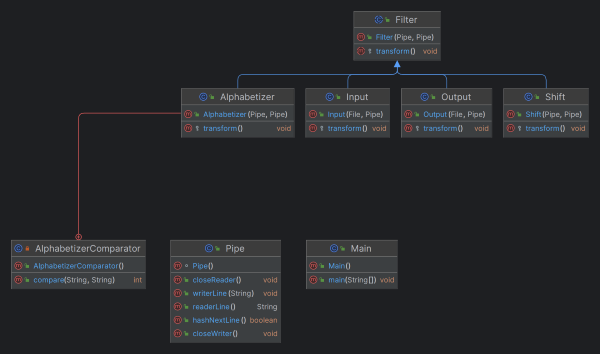 Filter
Filter(Pipe, Pipe)
transform() void
Alphabetizer
Alphabetizer(Pipe, Pipe)
transform() void
Input
Input(File, Pipe)
transform() void
Output
Output(File, Pipe)
transform() void
Shift
Shift(Pipe, Pipe)
transform() void
AlphabetizerComparator
AlphabetizerComparator()
compare(String, String) int
Pipe
Pipe()
closeReader() void
writerLine(String) void
readerLine() String
hashNextLine() boolean
closeWriter() void
Main
Main()
main(String[]) void